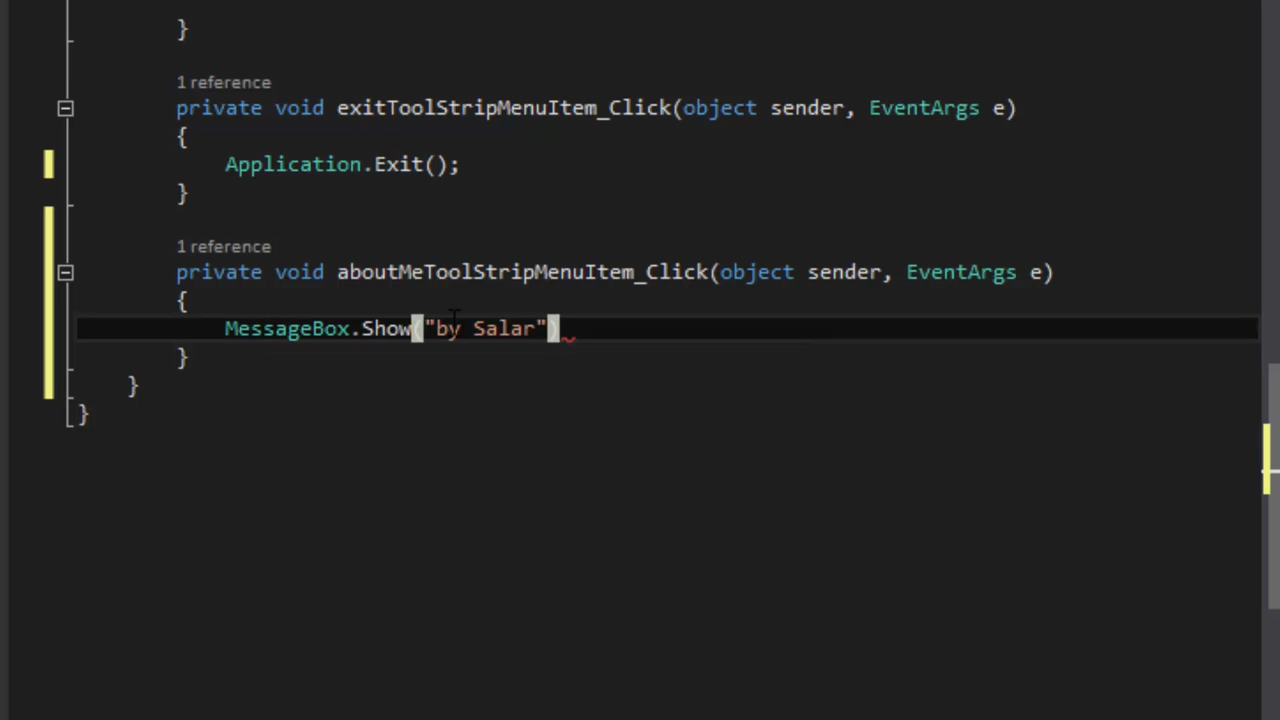 }
1 reference
private void exitToolStripMenuItem_Click(object sender, EventArgs e)
{
Application.Exit();
}
1 reference
private void aboutMeToolStripMenuItem_Click(object sender, EventArgs e)
{
MessageBox.Show("by Salar")
}
}
}